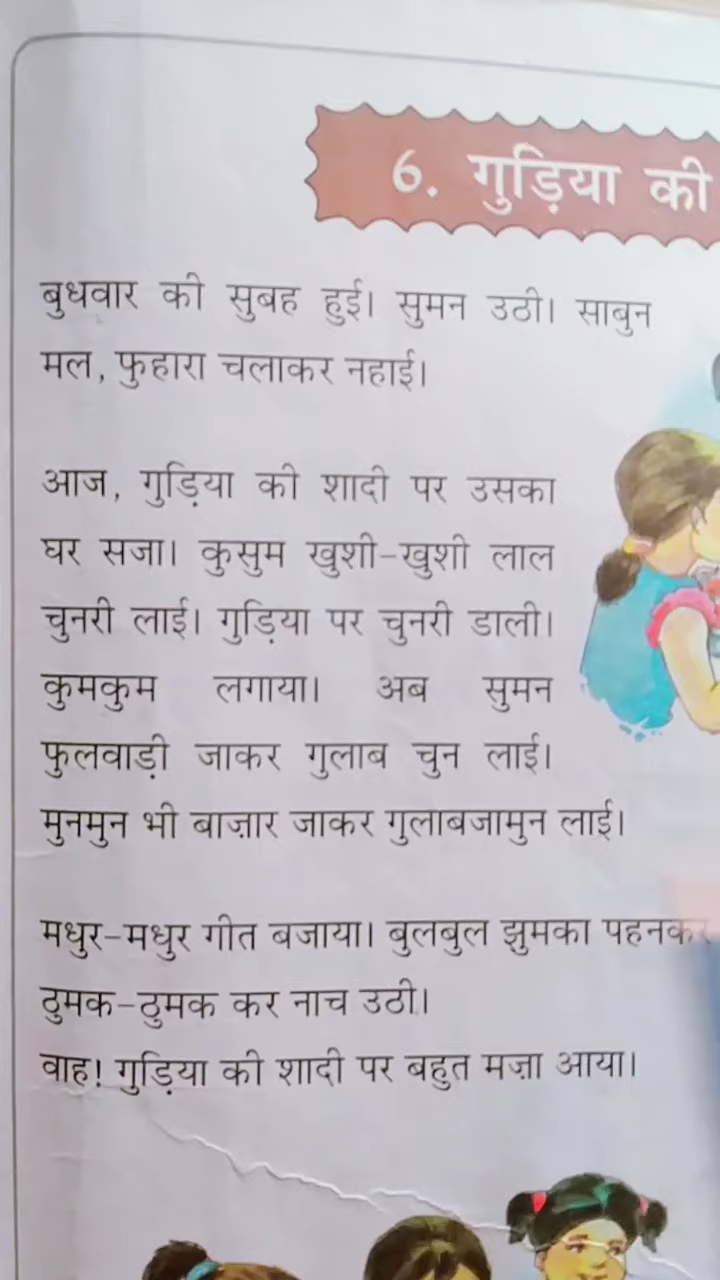 6. गुड़िया की
बुधवार की सुबह हुई। सुमन उठी। साबुन
मल, फुहारा चलाकर नहाई।
आज, गुड़िया की शादी पर उसका
घर सजा। कुसुम खुशी-खुशी लाल
चुनरी लाई। गुड़िया पर चुनरी डाली।
कुमकुम लगाया। अब सुमन
फुलवाड़ी जाकर गुलाब चुन लाई।
मुनमुन भी बाज़ार जाकर गुलाबजामुन लाई।
मधुर-मधुर गीत बजाया। बुलबुल झुमका पहनकर
ठुमक-ठुमक कर नाच उठी।
वाह! गुड़िया की शादी पर बहुत मज़ा आया।